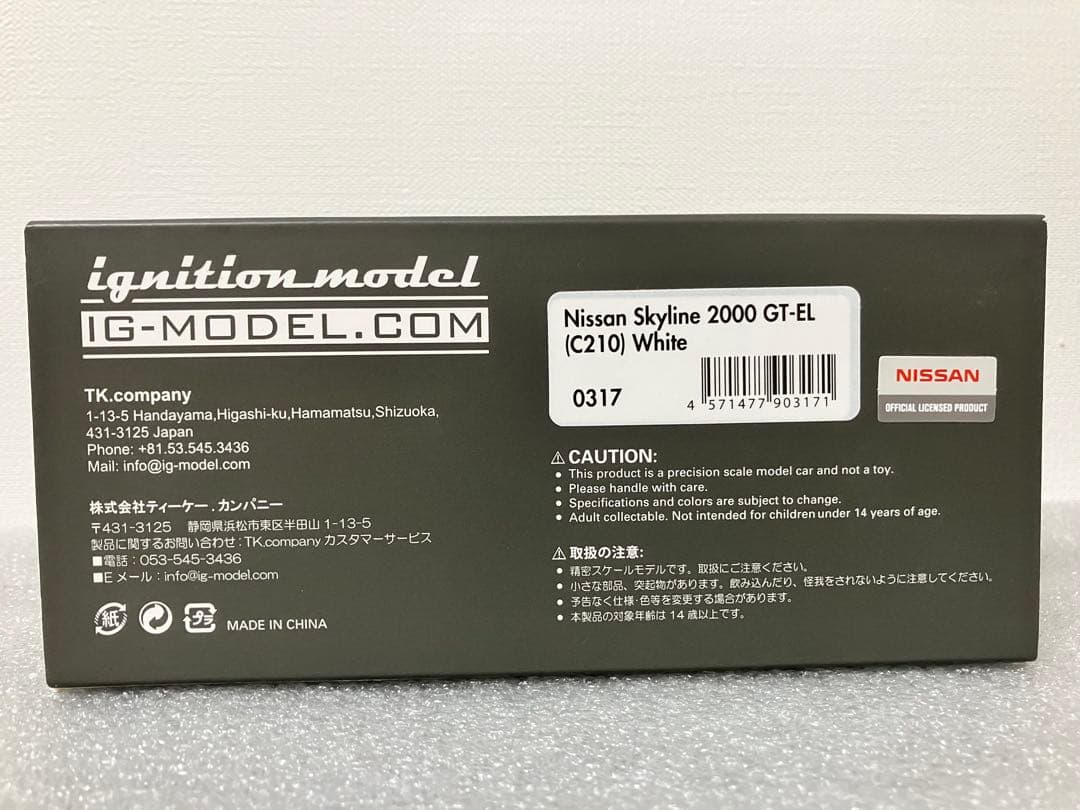 ignition model
IG-MODEL.COM
TK.company
1-13-5 Handayama,Higashi-ku,Hamamatsu,Shizuoka,
431-3125 Japan
Phone: +81.53.545.3436
Mail: info@ig-model.com
株式会社ティーケー.カンパニー
〒431-3125 静岡県浜松市東区半田山1-13-5
製品に関するお問い合わせ:TK.company カスタマーサービス
■電話:053-545-3436
■Eメール:info@ig-model.com
紙
プラ
MADE IN CHINA
Nissan Skyline 2000 GT-EL
(C210) White
0317
4 571477 903171
NISSAN
OFFICIAL LICENSED PRODUCT
⚠CAUTION:
• This product is a precision scale model car and not a toy.
• Please handle with care.
• Specifications and colors are subject to change.
• Adult collectable. Not intended for children under 14 years of age.
⚠取扱の注意:
• 精密スケールモデルです。取扱にご注意ください。
• 小さな部品、突起物があります。飲み込んだり、怪我をされないように注意してください。
• 予告なく仕様・色等を変更する場合があります。
• 本製品の対象年齢は14歳以上です。